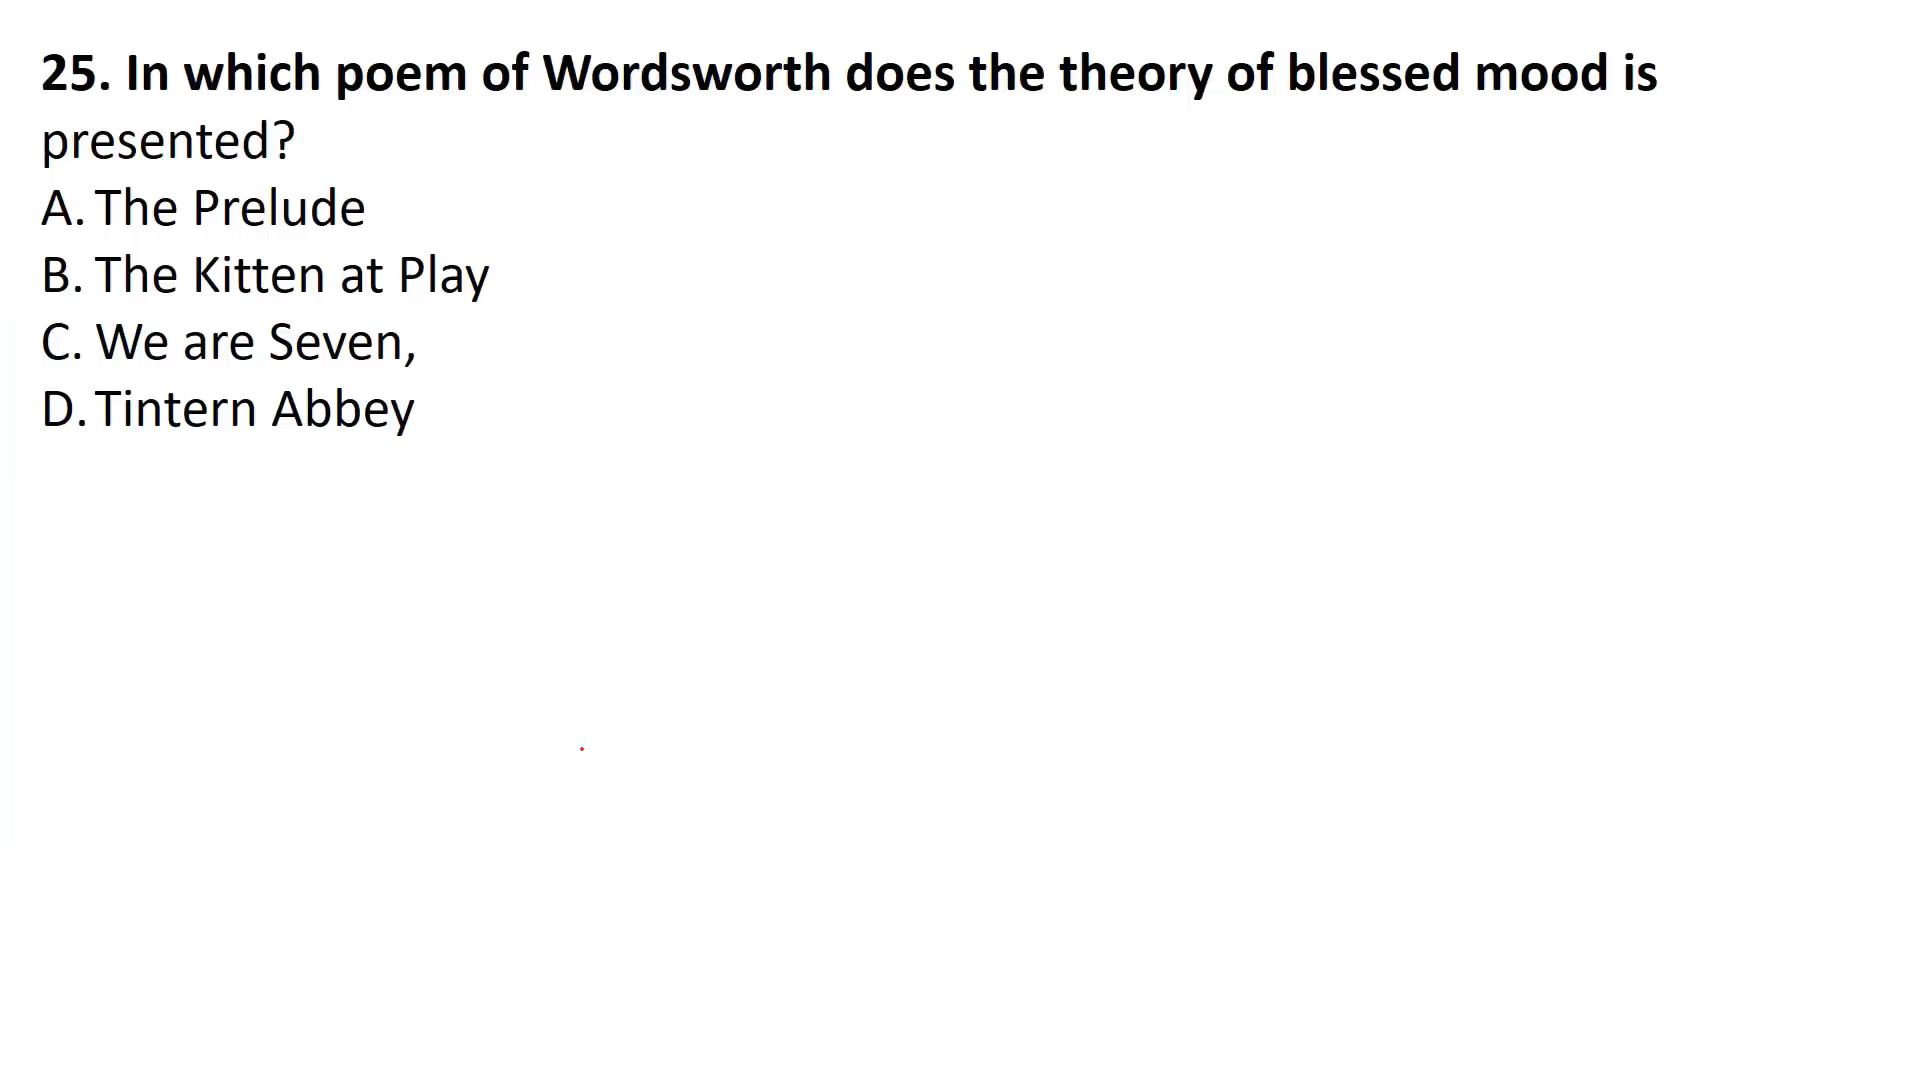 25. In which poem of Wordsworth does the theory of blessed mood is
presented?
A. The Prelude
B. The Kitten at Play
C. We are Seven,
D. Tintern Abbey